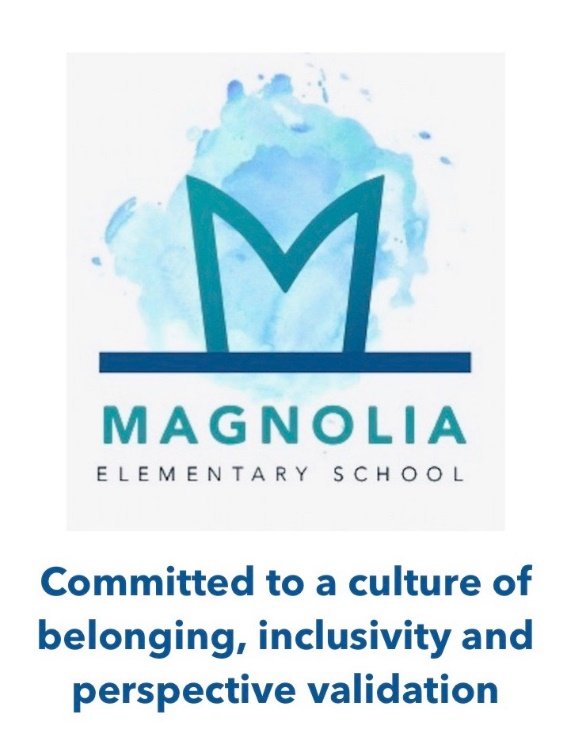 MAGNOLIA
ELEMENTARY SCHOOL
Committed to a culture of
belonging, inclusivity and
perspective validation